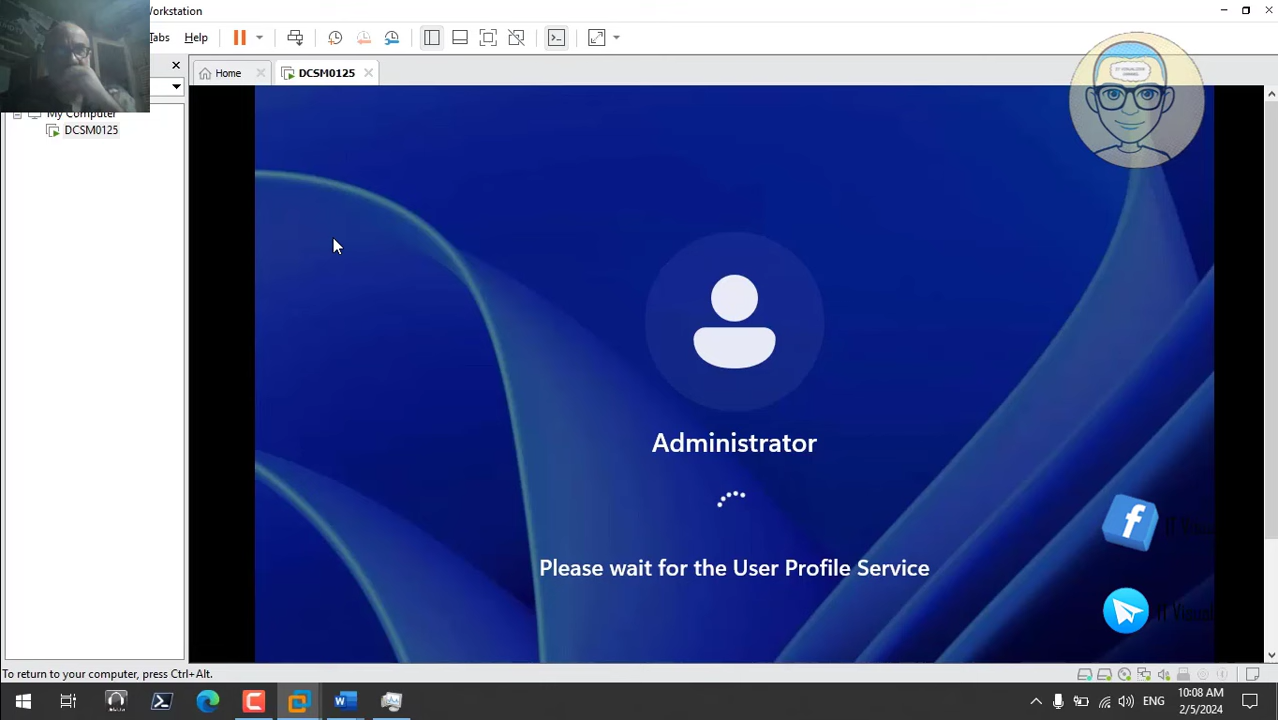 Workstation
Tabs
Help
Home
DCSM0125
My Computer
DCSM0125
Administrator
Please wait for the User Profile Service
To return to your computer, press Ctrl+Alt.
ENG
10:08 AM
2/5/2024